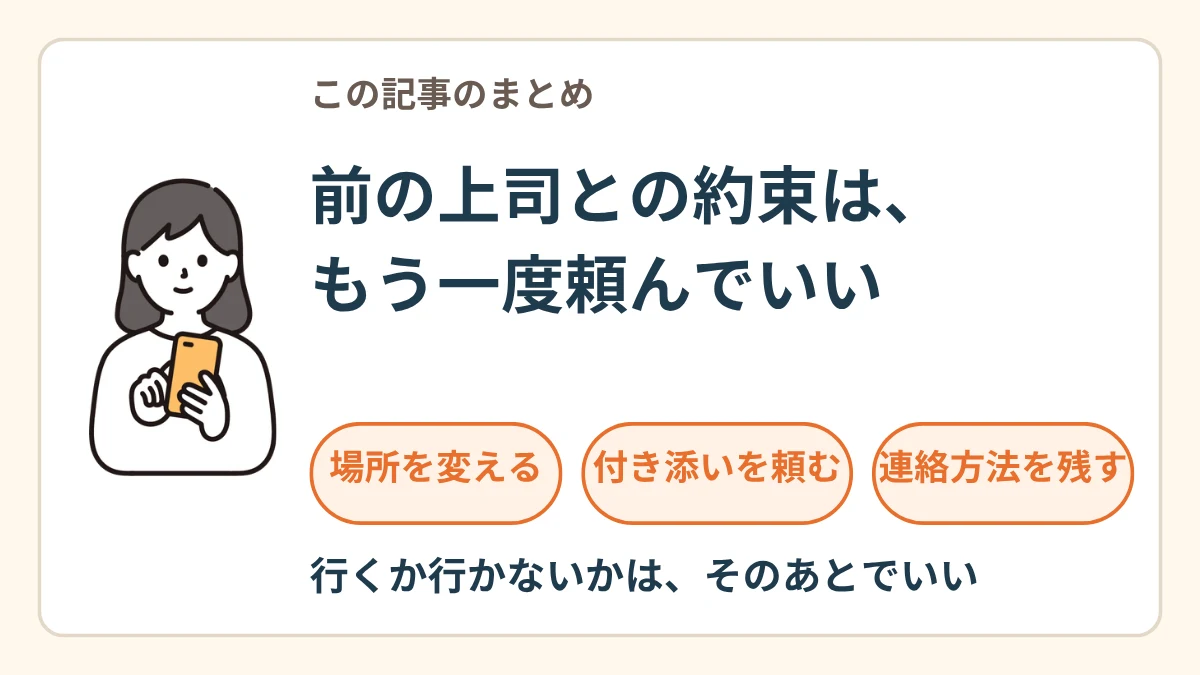 この記事のまとめ
前の上司との約束は、
もう一度頼んでいい
場所を変える
付き添いを頼む
連絡方法を残す
行くか行かないかは、そのあとでいい